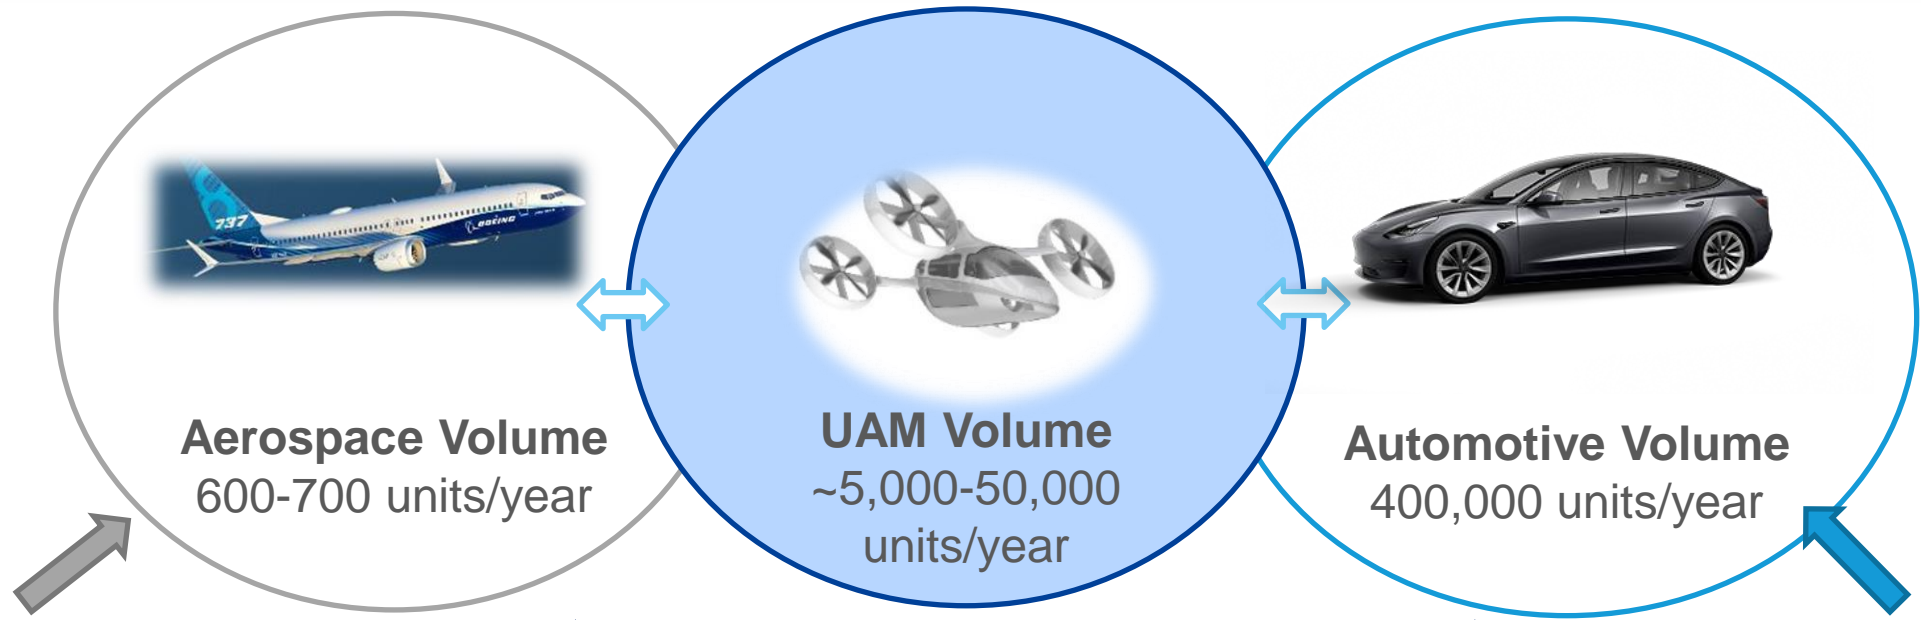 737
BOEING
Aerospace Volume
600-700 units/year
UAM Volume
~5,000-50,000
units/year
Automotive Volume
400,000 units/year